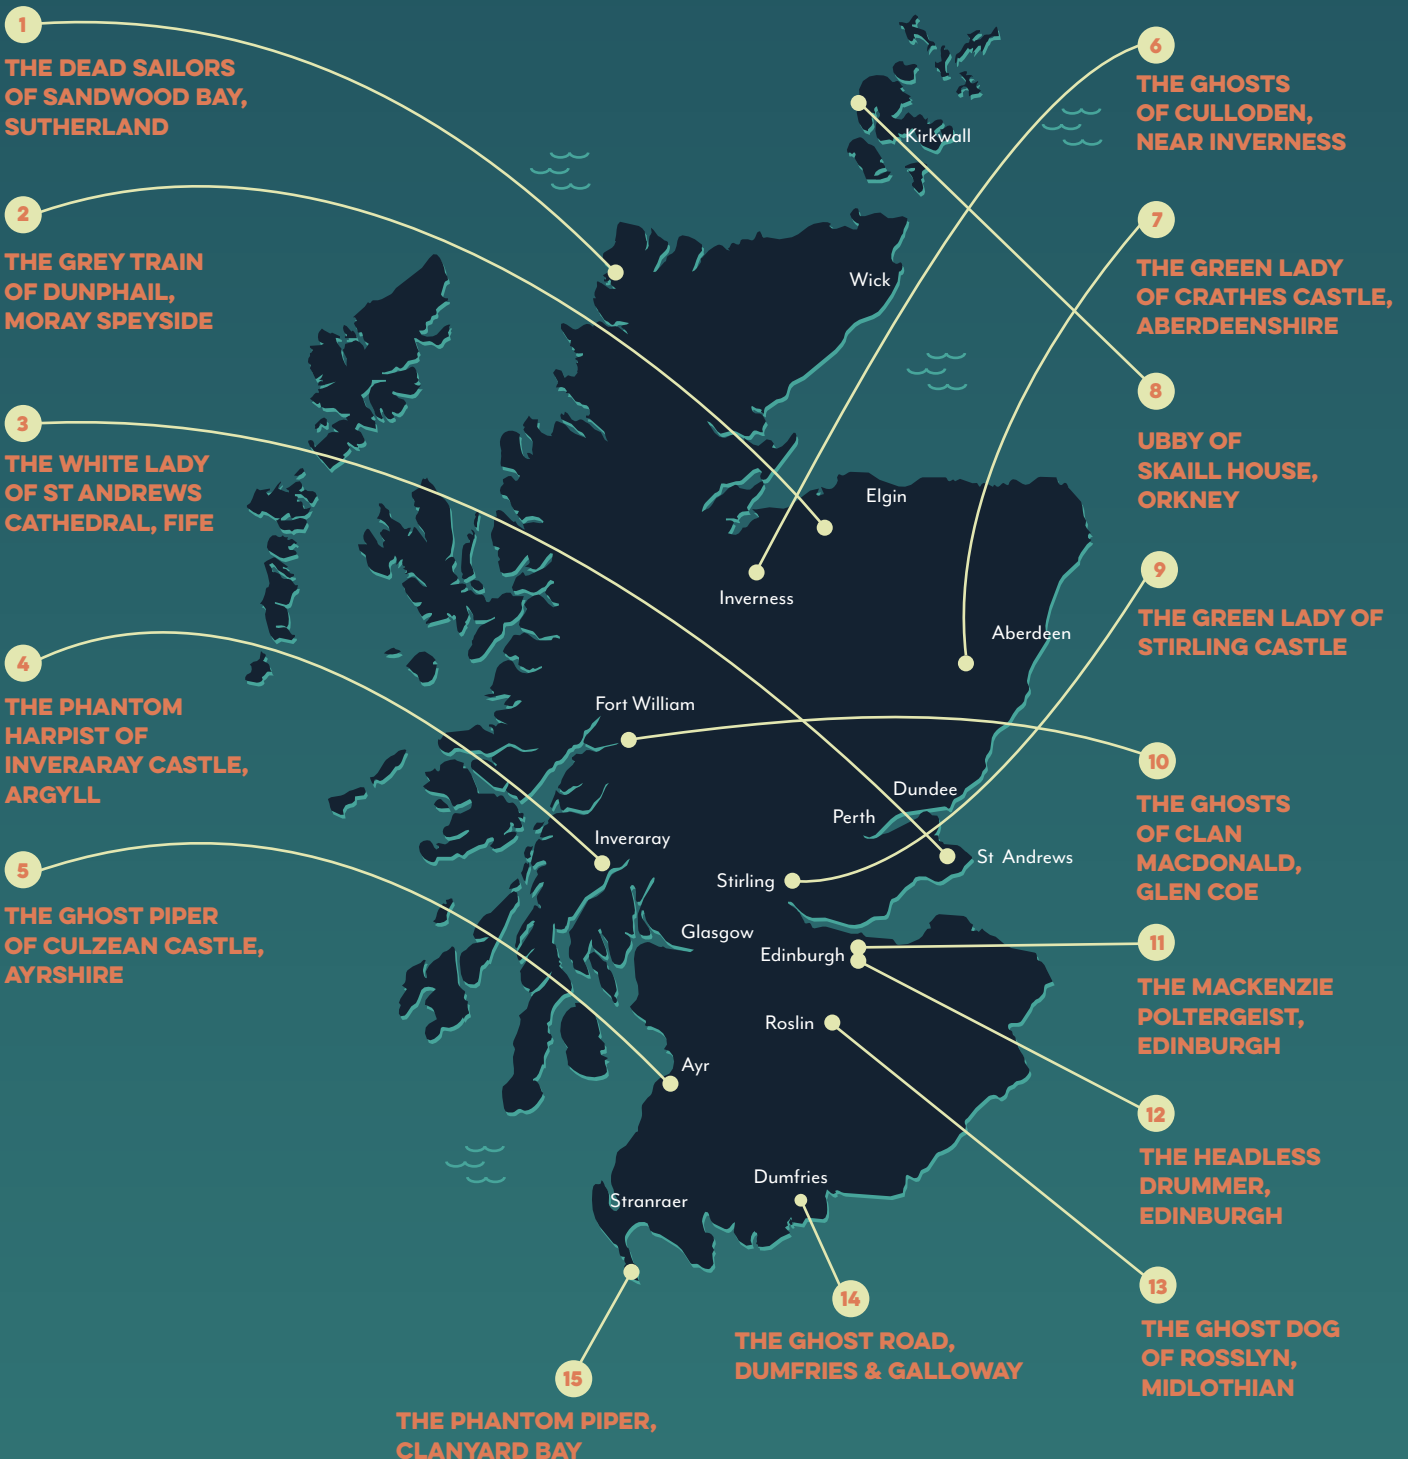 1
THE DEAD SAILORS
OF SANDWOOD BAY,
SUTHERLAND
2
THE GREY TRAIN
OF DUNPHAIL,
MORAY SPEYSIDE
3
THE WHITE LADY
OF ST ANDREWS
CATHEDRAL, FIFE
4
THE PHANTOM
HARPIST OF
INVERARAY CASTLE,
ARGYLL
5
THE GHOST PIPER
OF CULZEAN CASTLE,
AYRSHIRE
Kirkwall
Wick
Elgin
Inverness
Aberdeen
Fort William
Dundee
Perth
Inveraray
St Andrews
Stirling
Glasgow
Edinburgh
Roslin
Ayr
Dumfries
Stranraer
6
THE GHOSTS
OF CULLODEN,
NEAR INVERNESS
7
THE GREEN LADY
OF CRATHES CASTLE,
ABERDEENSHIRE
8
UBBY OF
SKAILL HOUSE,
ORKNEY
9
THE GREEN LADY OF
STIRLING CASTLE
10
THE GHOSTS
OF CLAN
MACDONALD,
GLEN COE
11
THE MACKENZIE
POLTERGEIST,
EDINBURGH
12
THE HEADLESS
DRUMMER,
EDINBURGH
13
THE GHOST DOG
OF ROSSLYN,
MIDLOTHIAN
14
THE GHOST ROAD,
DUMFRIES & GALLOWAY
15
THE PHANTOM PIPER,
CLANYARD BAY